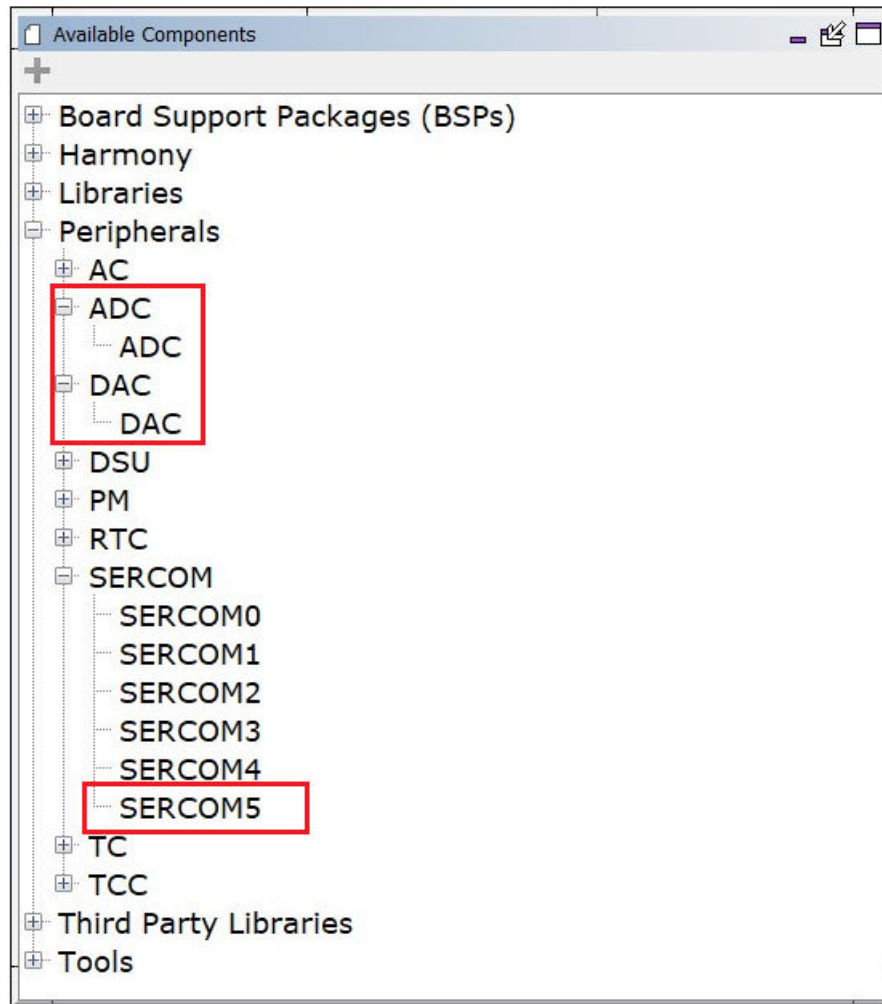 Available Components
Board Support Packages (BSPs)
Harmony
Libraries
Peripherals
AC
ADC
ADC
DAC
DAC
DSU
PM
RTC
SERCOM
SERCOM0
SERCOM1
SERCOM2
SERCOM3
SERCOM4
SERCOM5
TC
TCC
Third Party Libraries
Tools